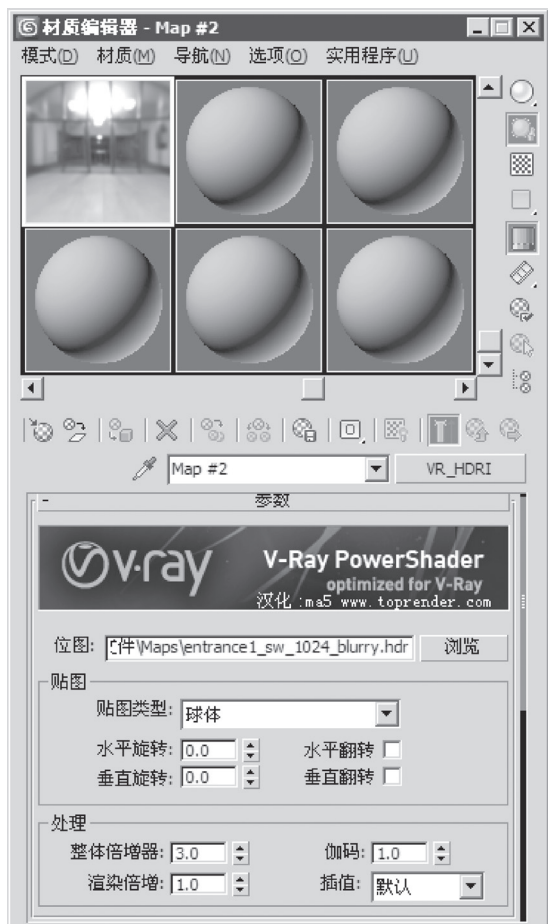 材质编辑器 - Map #2
模式(D) 材质(M) 导航(N) 选项(O) 实用程序(U)
Map #2 VR_HDRI
- 参数
v·ray V-Ray PowerShader
optimized for V-Ray
汉化:ma5 www.toprender.com
位图: 件\Maps\entrance1_sw_1024_blurry.hdr 浏览
贴图
贴图类型: 球体
水平旋转: 0.0 水平翻转
垂直旋转: 0.0 垂直翻转
处理
整体倍增器: 3.0 伽码: 1.0
渲染倍增: 1.0 插值: 默认